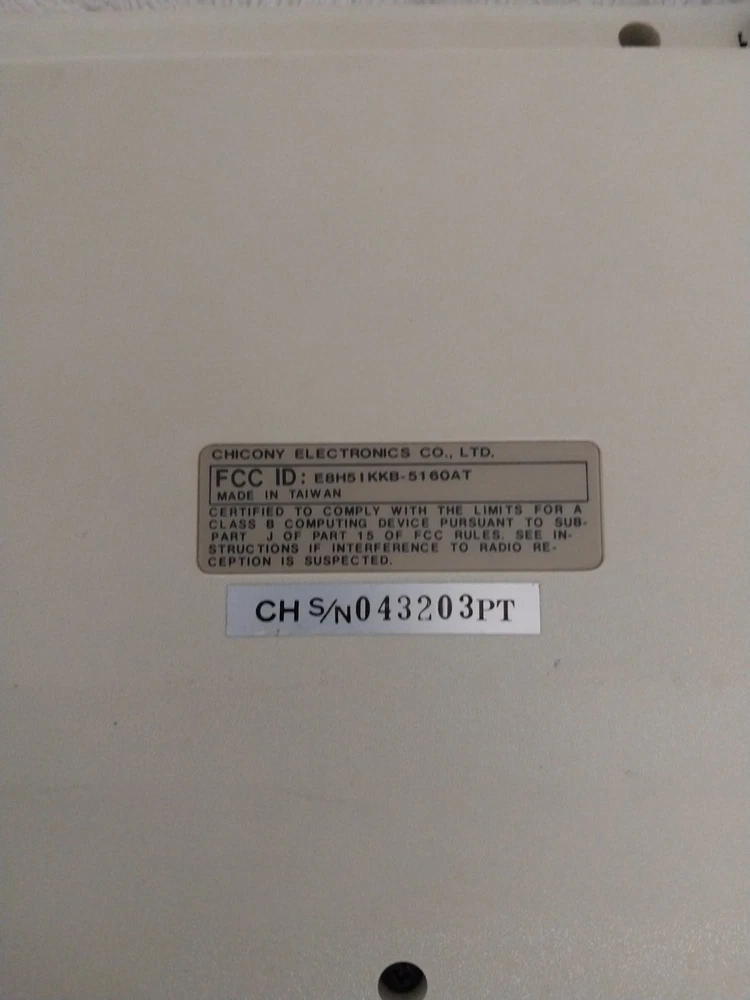 CHICONY ELECTRONICS CO., LTD.
FCC ID: E8H51KKB-5160AT
MADE IN TAIWAN
CERTIFIED TO COMPLY WITH THE LIMITS FOR A
CLASS B COMPUTING DEVICE PURSUANT TO SUB-
PART J OF PART 15 OF FCC RULES. SEE IN-
STRUCTIONS IF INTERFERENCE TO RADIO RE-
CEPTION IS SUSPECTED.
CH S/N043203PT